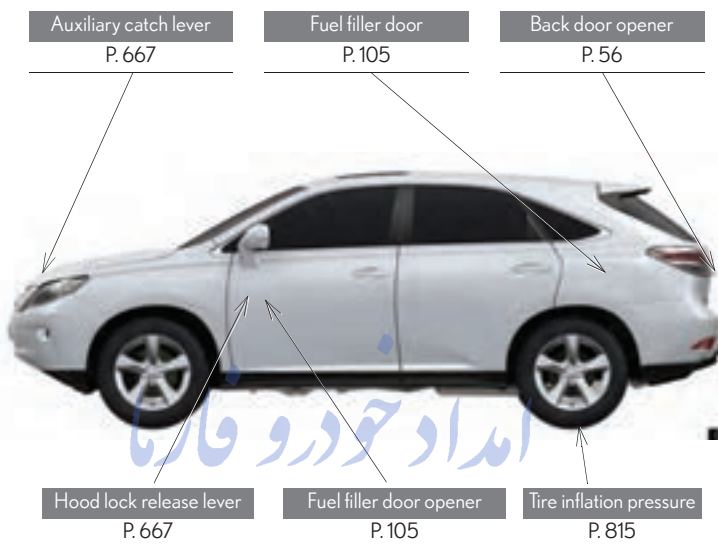 Auxiliary catch lever
P. 667
Fuel filler door
P. 105
Back door opener
P. 56
امداد خودرو فارما
Hood lock release lever
P. 667
Fuel filler door opener
P. 105
Tire inflation pressure
P. 815